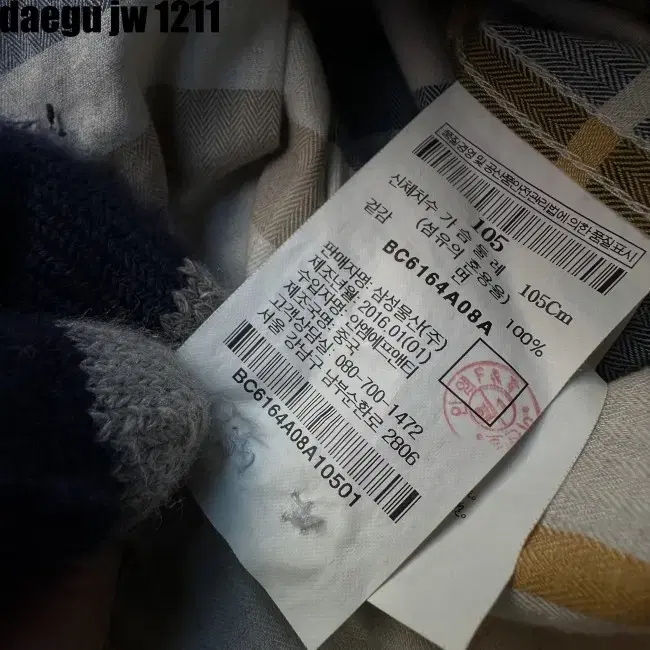 daegu jw 1211
품질경영 및 공산품안전관리법에 의한 품질표시
105
신체치수 가슴둘레 105Cm
겉감 (섬유의 혼용율)
면 100%
BC6164A08A
판매자명: 삼성물산(주)
제조년월: 2016.01(01)
수입자명: 안엔에프앤터
제조국명: 중국
고객상담실: 080-700-1472
서울 강남구 남부순환로 2806
BC6164A08A10501